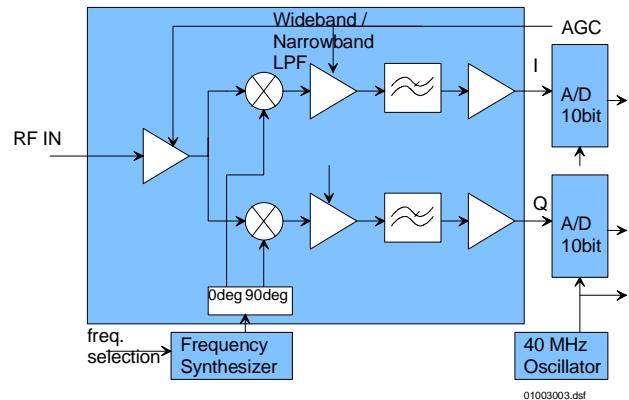 Wideband /
Narrowband
LPF
AGC
I
A/D
10bit
RF IN
Q
A/D
10bit
0deg 90deg
freq.
selection
Frequency
Synthesizer
40 MHz
Oscillator
01003003.dsf